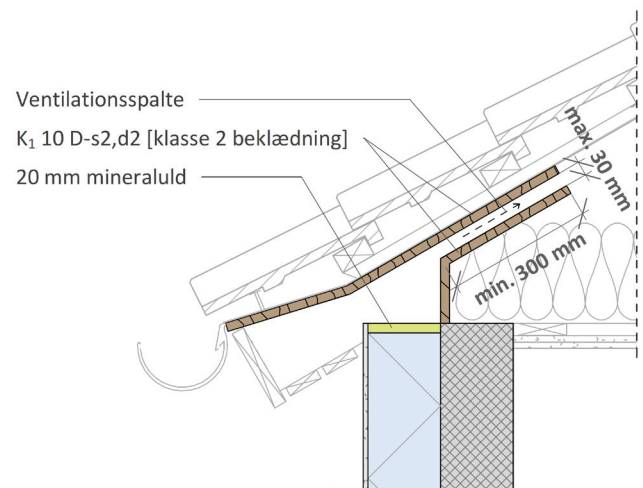 Ventilationsspalte
K₁ 10 D-s2,d2 [klasse 2 beklædning]
20 mm mineraluld
max. 30 mm
min. 300 mm